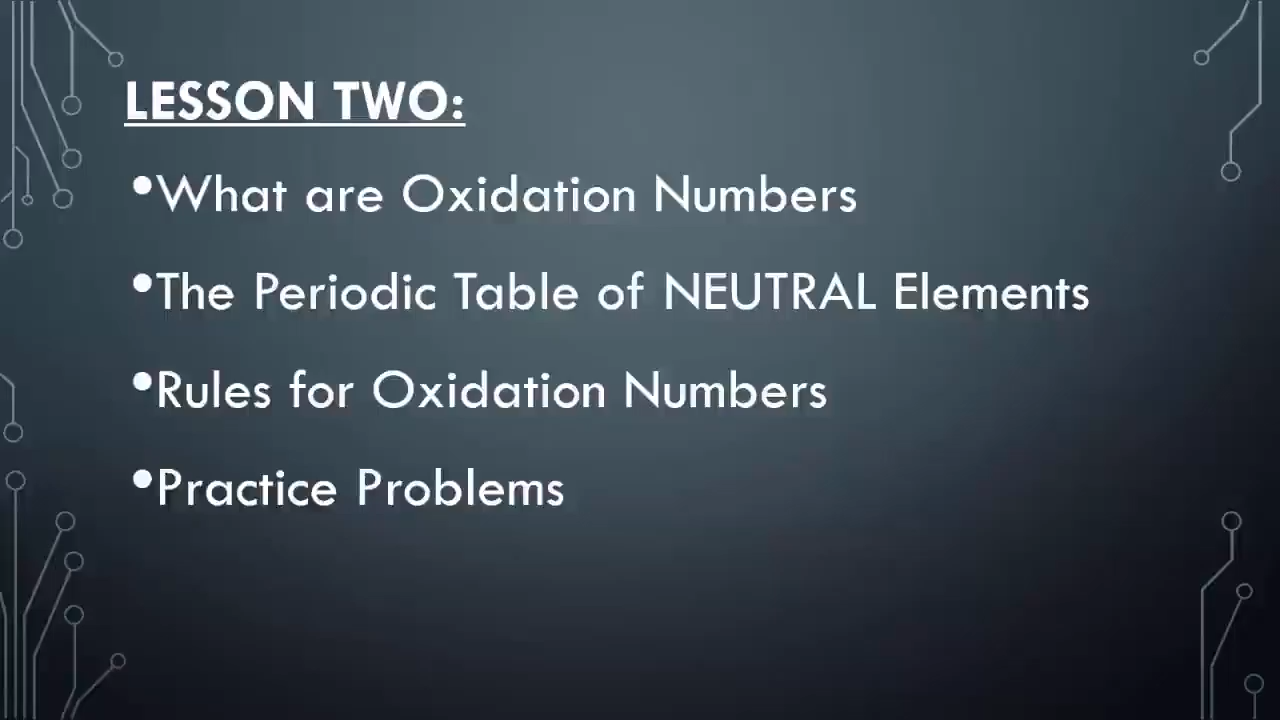 LESSON TWO:
•What are Oxidation Numbers
•The Periodic Table of NEUTRAL Elements
•Rules for Oxidation Numbers
•Practice Problems